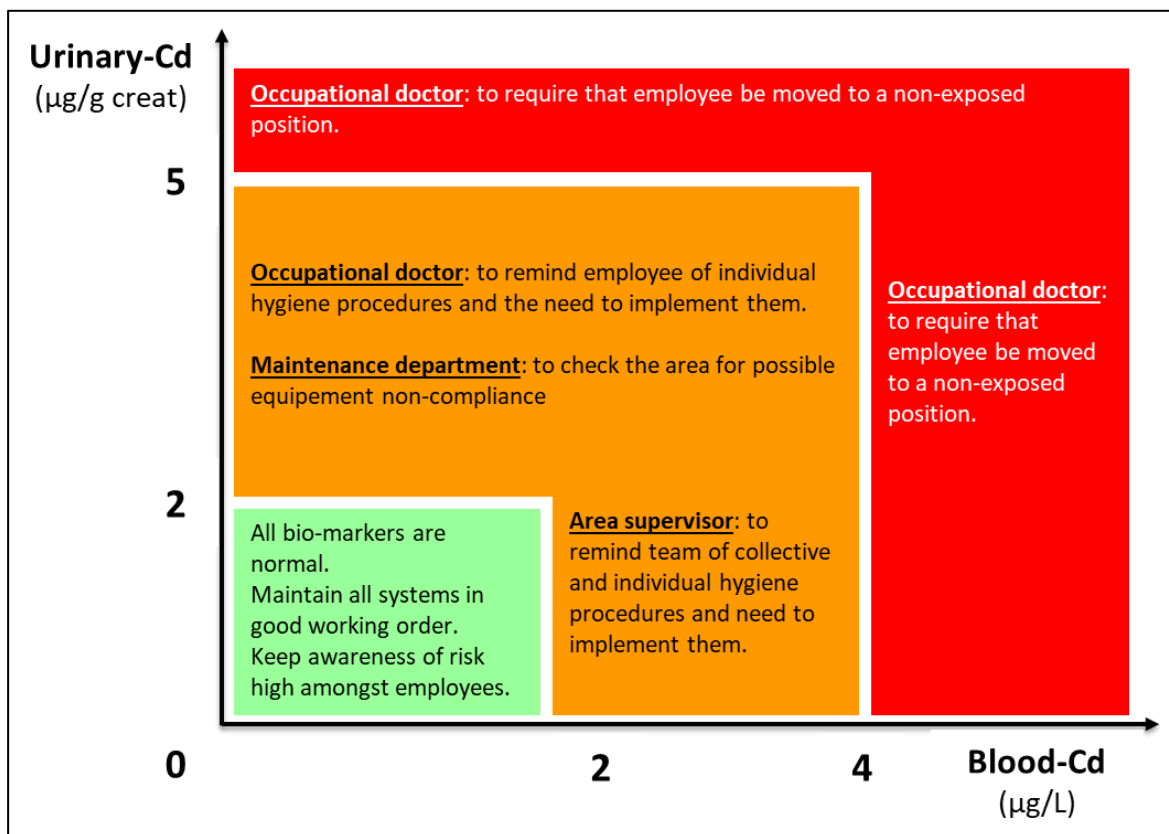 Urinary-Cd
(µg/g creat)
Occupational doctor: to require that employee be moved to a non-exposed
position.
5
Occupational doctor: to remind employee of individual
hygiene procedures and the need to implement them.
Maintenance department: to check the area for possible
equipement non-compliance
Occupational doctor:
to require that
employee be moved
to a non-exposed
position.
2
All bio-markers are
normal.
Maintain all systems in
good working order.
Keep awareness of risk
high amongst employees.
Area supervisor: to
remind team of collective
and individual hygiene
procedures and need to
implement them.
0
2
4
Blood-Cd
(µg/L)